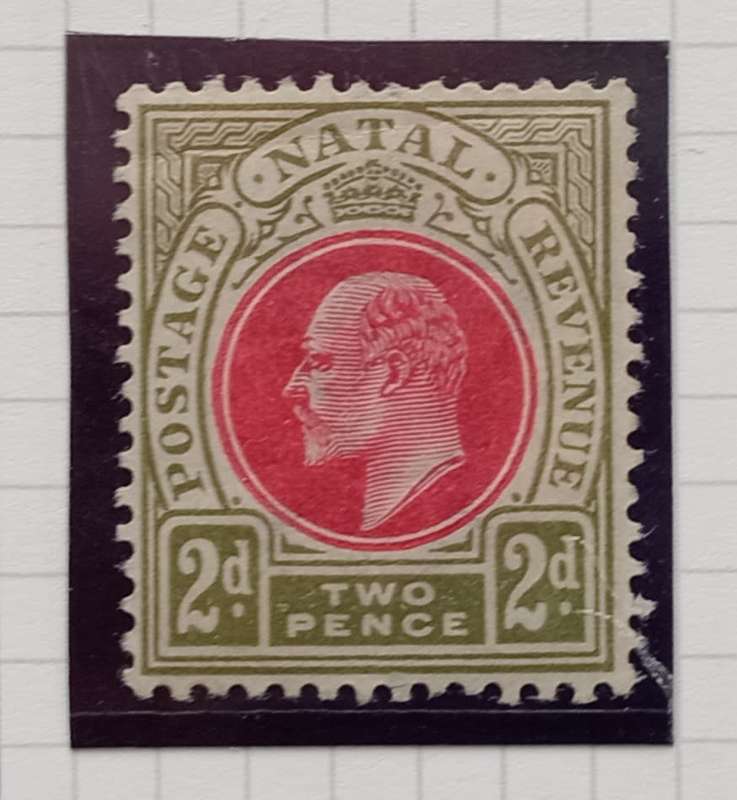 NATAL
POSTAGE
REVENUE
2d.
TWO
PENCE
2d.